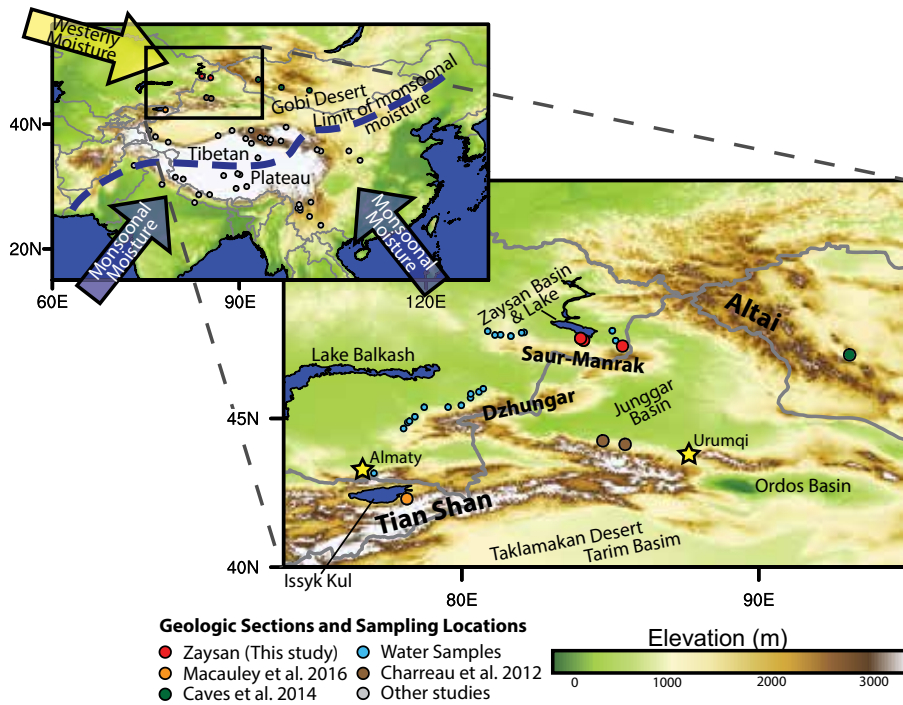 Westerly
Moisture
Gobi Desert
Limit of monsoonal
moisture
Tibetan
Plateau
Monsoonal
Moisture
Monsoonal
Moisture
40N
20N
60E
90E
120E
Zaysan Basin
& Lake
Altai
Saur-Manrak
Lake Balkash
Dzhungar
Junggar
Basin
Almaty
Urumqi
Ordos Basin
Tian Shan
Taklamakan Desert
Tarim Basim
Issyk Kul
45N
40N
80E
90E
Geologic Sections and Sampling Locations
Zaysan (This study)
Macauley et al. 2016
Caves et al. 2014
Water Samples
Charreau et al. 2012
Other studies
Elevation (m)
0 1000 2000 3000